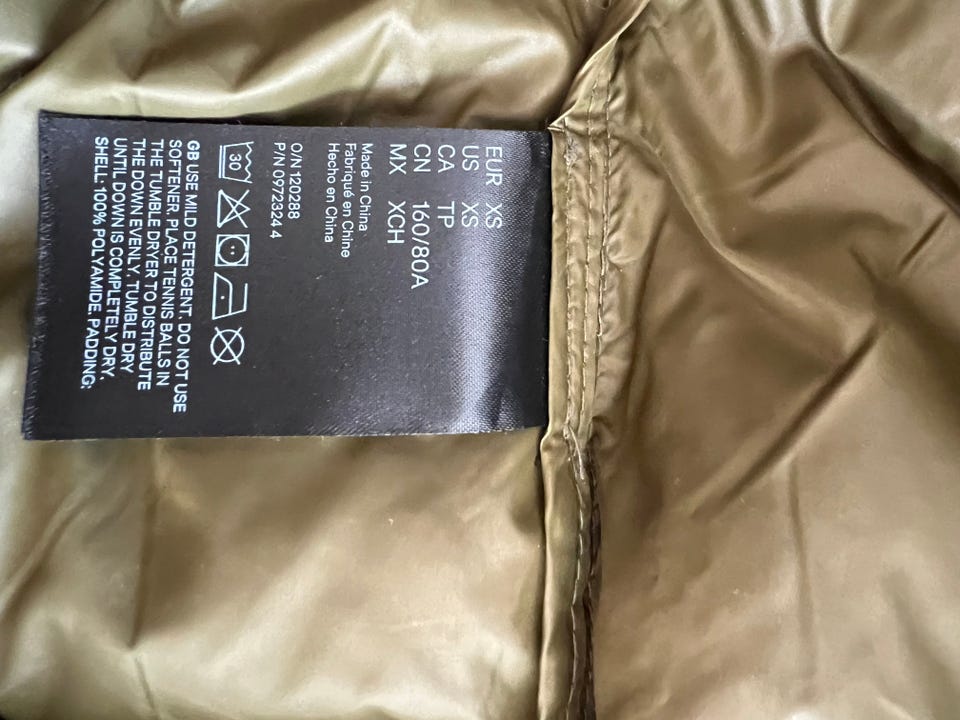 EUR XS
US XS
CA TP
CN 160/80A
MX XCH
Made in China
Fabriqué en Chine
Hecho en China
O/N 120288
P/N 0972324 4
30
GB USE MILD DETERGENT. DO NOT USE
SOFTENER. PLACE TENNIS BALLS IN
THE TUMBLE DRYER TO DISTRIBUTE
THE DOWN EVENLY. TUMBLE DRY
UNTIL DOWN IS COMPLETELY DRY.
SHELL: 100% POLYAMIDE. PADDING: